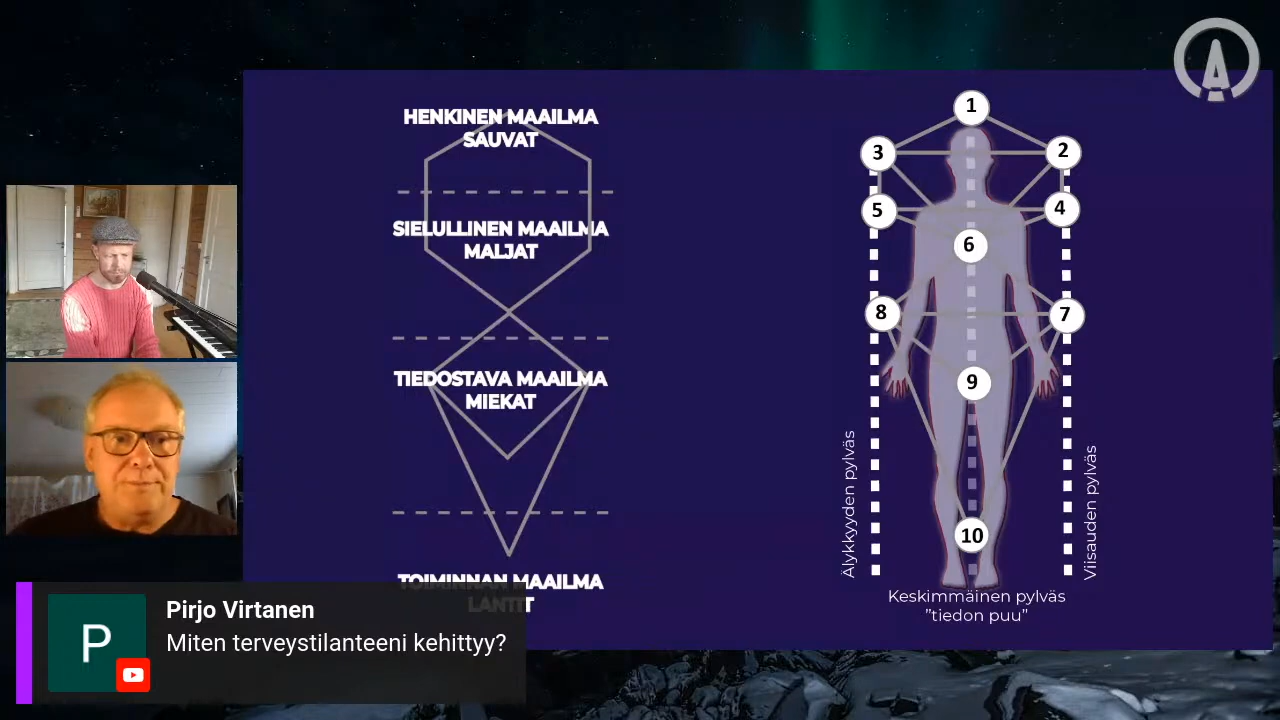 HENKINEN MAAILMA
SAUVAT
SIELULLINEN MAAILMA
MALJAT
TIEDOSTAVA MAAILMA
MIEKAT
TOIMINNAN MAAILMA
LANTIT
1
3
2
5
4
6
8
7
9
10
Älykkyyden pylväs
Viisauden pylväs
Keskimmäinen pylväs
"tiedon puu"
P
Pirjo Virtanen
Miten terveystilanteeni kehittyy?